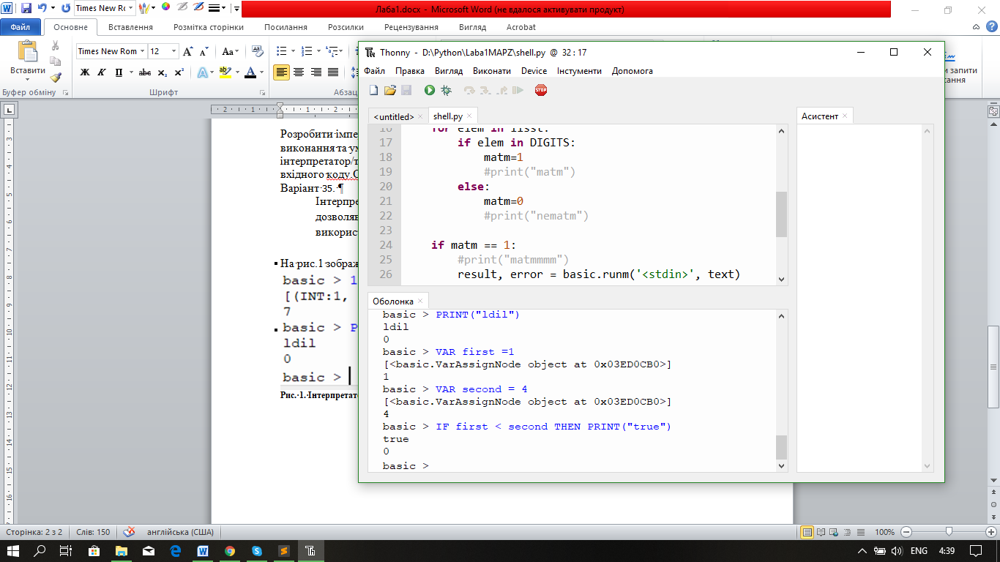 Лаба1.docx - Microsoft Word (не вдалося активувати продукт)
Times New Ro
Файл Основне Вставлення Розмітка сторінки Посилання Розсилки Рецензування Вигляд Acrobat
Вставити
Times New Rom 12
Буфер обміну Шрифт Абзац
и запити
сання
Розробити імпе
виконання та ум
інтерпретатор/т
вхідного коду С
Варіант 35. ¶
Інтерпре
дозволяв
використ
На рис.1 зображ
basic > 1
[(INT:1,
7
basic > P
ldil
0
basic >
Рис. 1. Інтерпретато
Thonny - D:\Python\Laba1MAPZ\shell.py @ 32 : 17
Файл Правка Вигляд Виконати Device Інстументи Допомога
STOP
<untitled> shell.py
16 for elem in lisst:
17 if elem in DIGITS:
18 matm=1
19 #print("matm")
20 else:
21 matm=0
22 #print("nematm")
23
24 if matm == 1:
25 #print("matmmmm")
26 result, error = basic.runm('<stdin>', text)
Оболонка
basic > PRINT("ldil")
ldil
0
basic > VAR first =1
[<basic.VarAssignNode object at 0x03ED0CB0>]
1
basic > VAR second = 4
[<basic.VarAssignNode object at 0x03ED0CB0>]
4
basic > IF first < second THEN PRINT("true")
true
0
basic >
Асистент
Сторінка: 2 з 2 Слів: 150 англійська (США) 100%
ENG 4:39